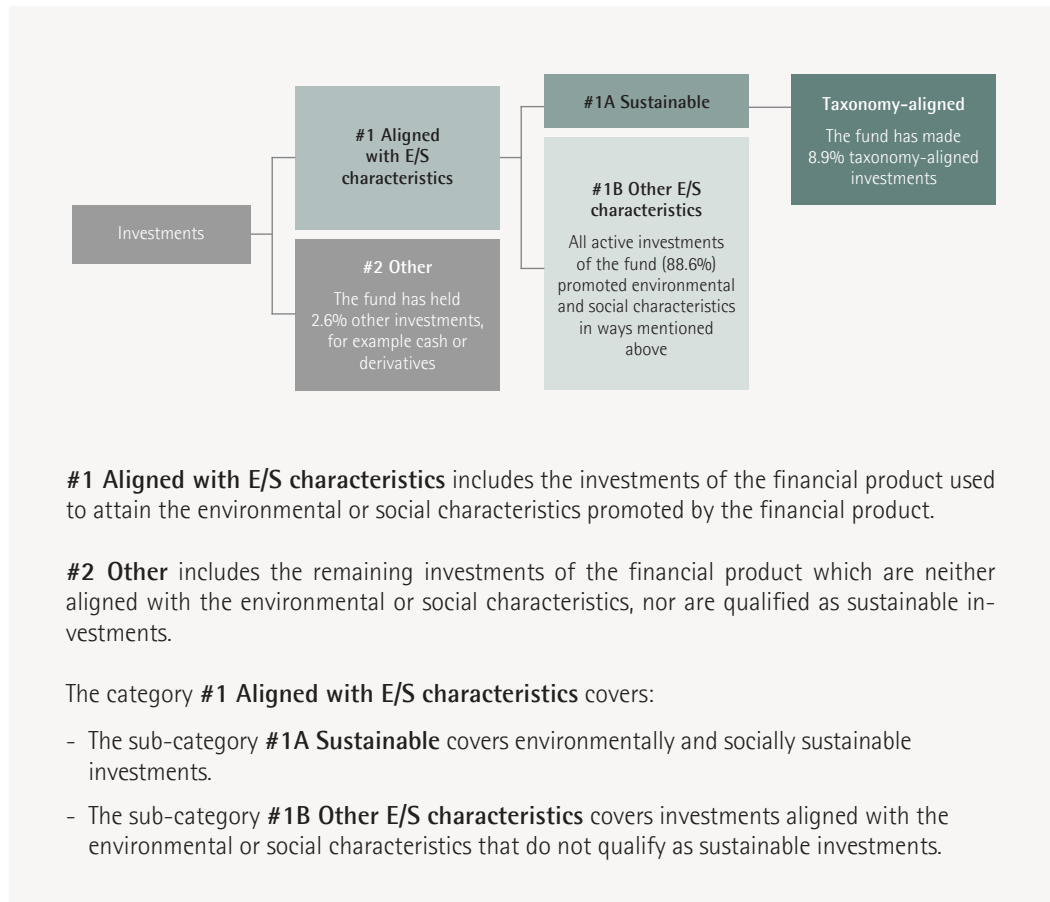 Investments
#1 Aligned
with E/S
characteristics
#2 Other
The fund has held
2.6% other investments,
for example cash or
derivatives
#1A Sustainable
#1B Other E/S
characteristics
All active investments
of the fund (88.6%)
promoted environmental
and social characteristics
in ways mentioned
above
Taxonomy-aligned
The fund has made
8.9% taxonomy-aligned
investments
#1 Aligned with E/S characteristics includes the investments of the financial product used
to attain the environmental or social characteristics promoted by the financial product.
#2 Other includes the remaining investments of the financial product which are neither
aligned with the environmental or social characteristics, nor are qualified as sustainable in-
vestments.
The category #1 Aligned with E/S characteristics covers:
- The sub-category #1A Sustainable covers environmentally and socially sustainable
investments.
- The sub-category #1B Other E/S characteristics covers investments aligned with the
environmental or social characteristics that do not qualify as sustainable investments.